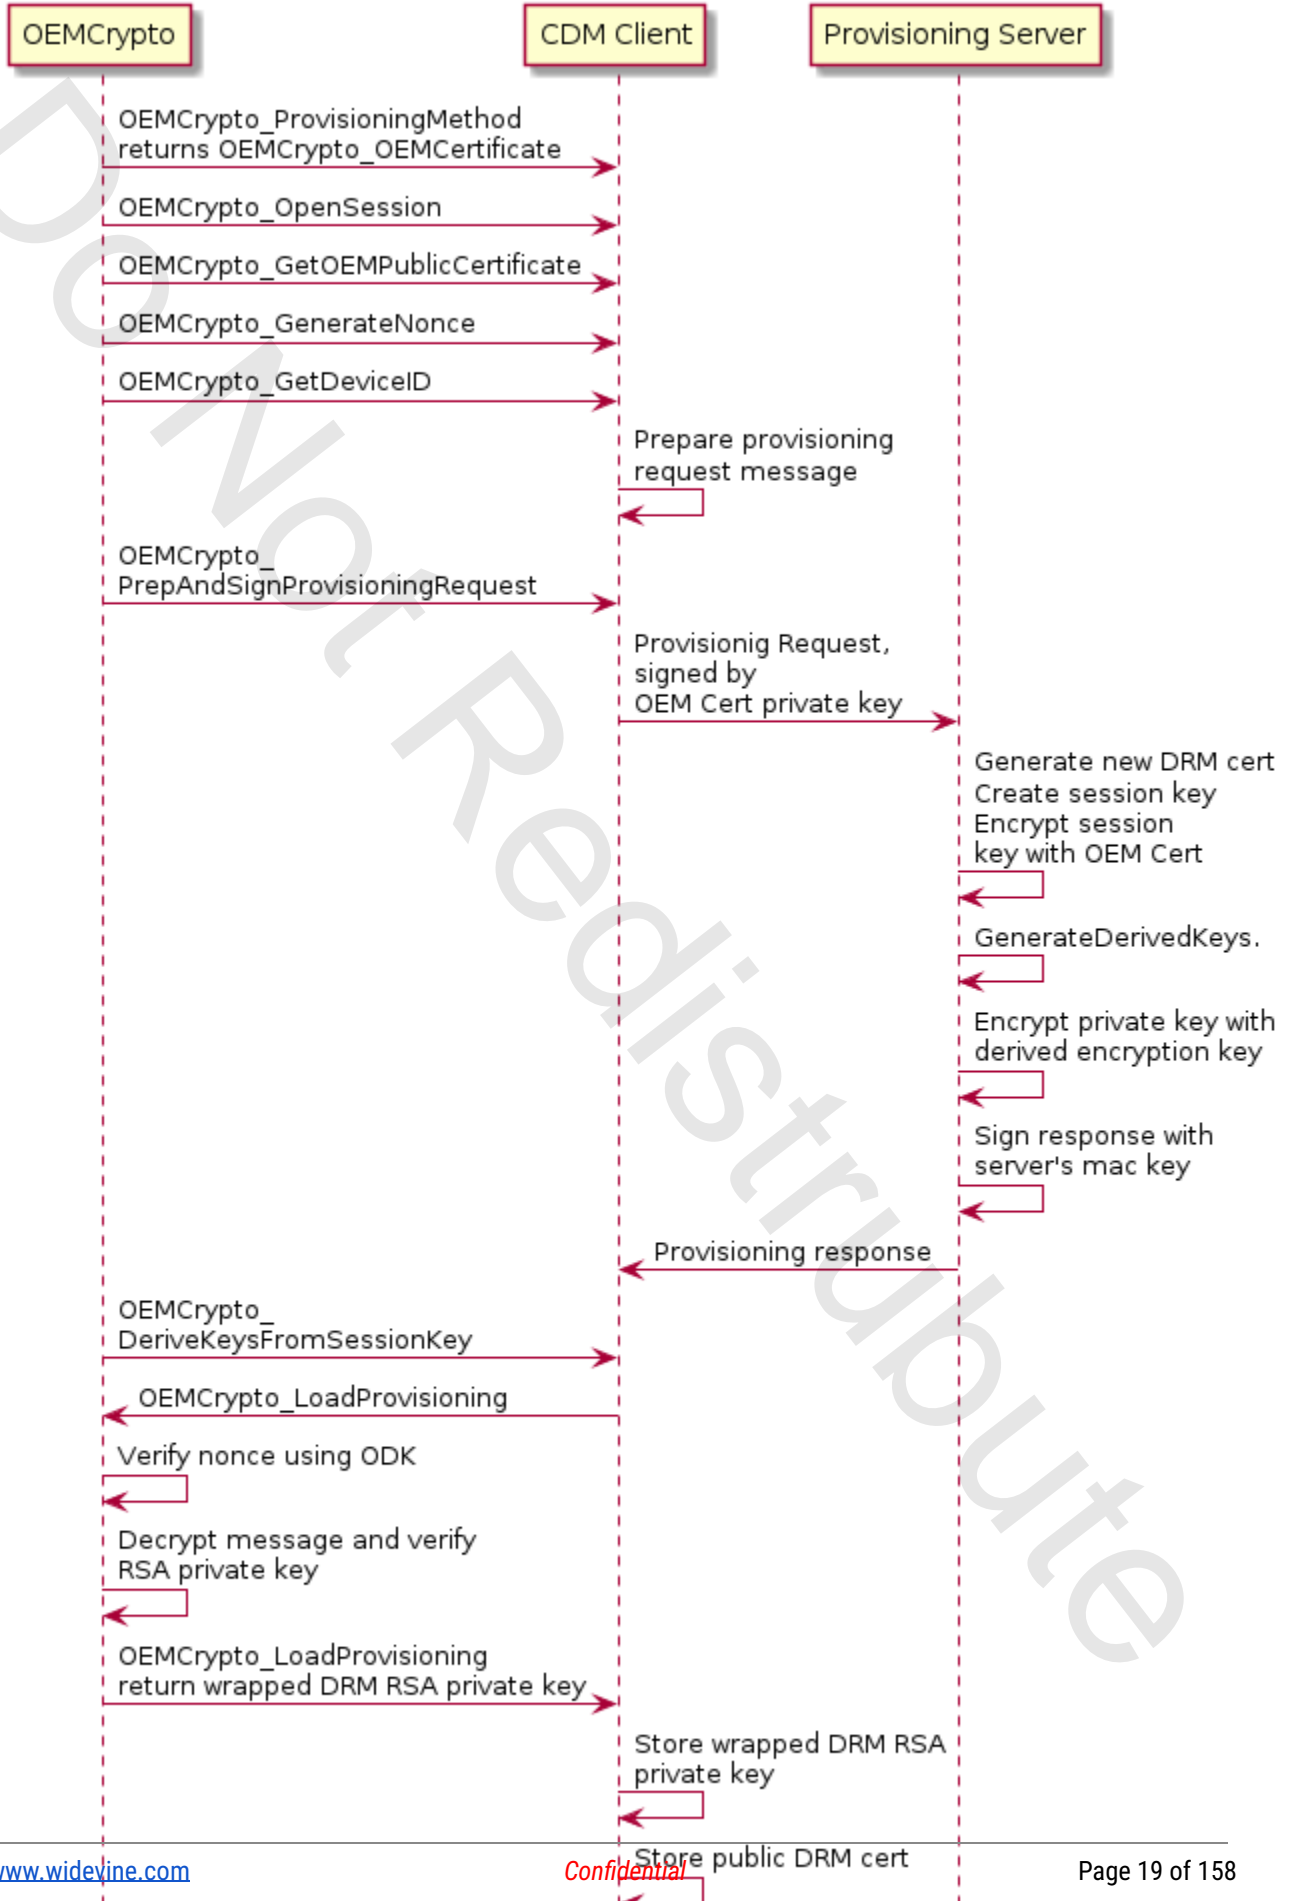 OEMCrypto
CDM Client
Provisioning Server
OEMCrypto_ProvisioningMethod
returns OEMCrypto_OEMCertificate
OEMCrypto_OpenSession
OEMCrypto_GetOEMPublicCertificate
OEMCrypto_GenerateNonce
OEMCrypto_GetDeviceID
Prepare provisioning
request message
OEMCrypto_
PrepAndSignProvisioningRequest
Provisionig Request,
signed by
OEM Cert private key
Generate new DRM cert
Create session key
Encrypt session
key with OEM Cert
GenerateDerivedKeys.
Encrypt private key with
derived encryption key
Sign response with
server's mac key
Provisioning response
OEMCrypto_
DeriveKeysFromSessionKey
OEMCrypto_LoadProvisioning
Verify nonce using ODK
Decrypt message and verify
RSA private key
OEMCrypto_LoadProvisioning
return wrapped DRM RSA private key
Store wrapped DRM RSA
private key
Store public DRM cert
www.widevine.com
Confidential
Page 19 of 158
Do Not Redistrubute